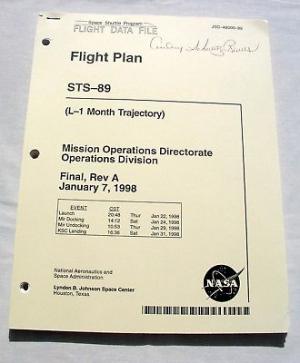 Space Shuttle Program
FLIGHT DATA FILE
Flight Plan
STS–89
(L–1 Month Trajectory)
Mission Operations Directorate
Operations Division
Final, Rev A
January 7, 1998
EVENT CST
Launch 20:48 Thur Jan 22, 1998
Mir Docking 14:12 Sat Jan 24, 1998
Mir Undocking 10:53 Thur Jan 29, 1998
KSC Landing 16:36 Sat Jan 31, 1998
National Aeronautics and
Space Administration
Lyndon B. Johnson Space Center
Houston, Texas
NASA